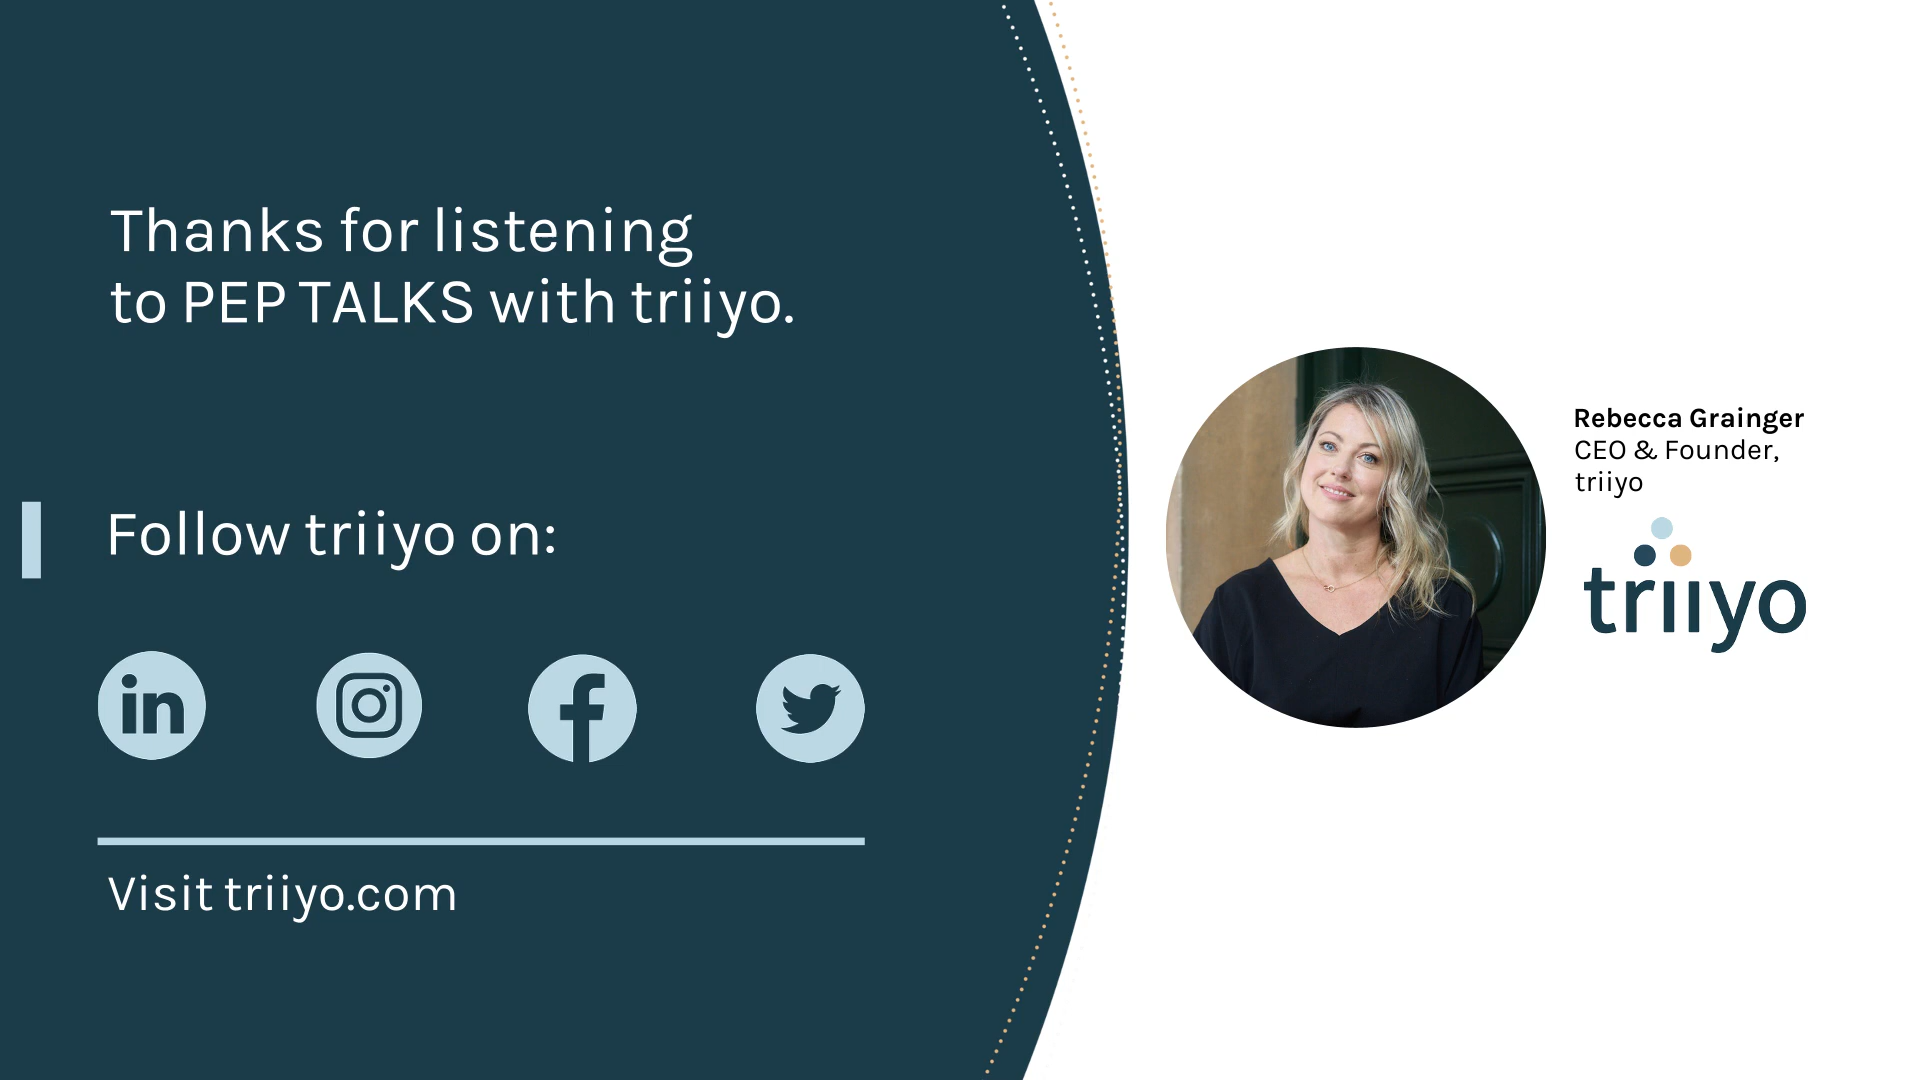 Thanks for listening
to PEP TALKS with triiyo.
Follow triiyo on:
in
f
Visit triiyo.com
Rebecca Grainger
CEO & Founder,
triiyo
triiyo